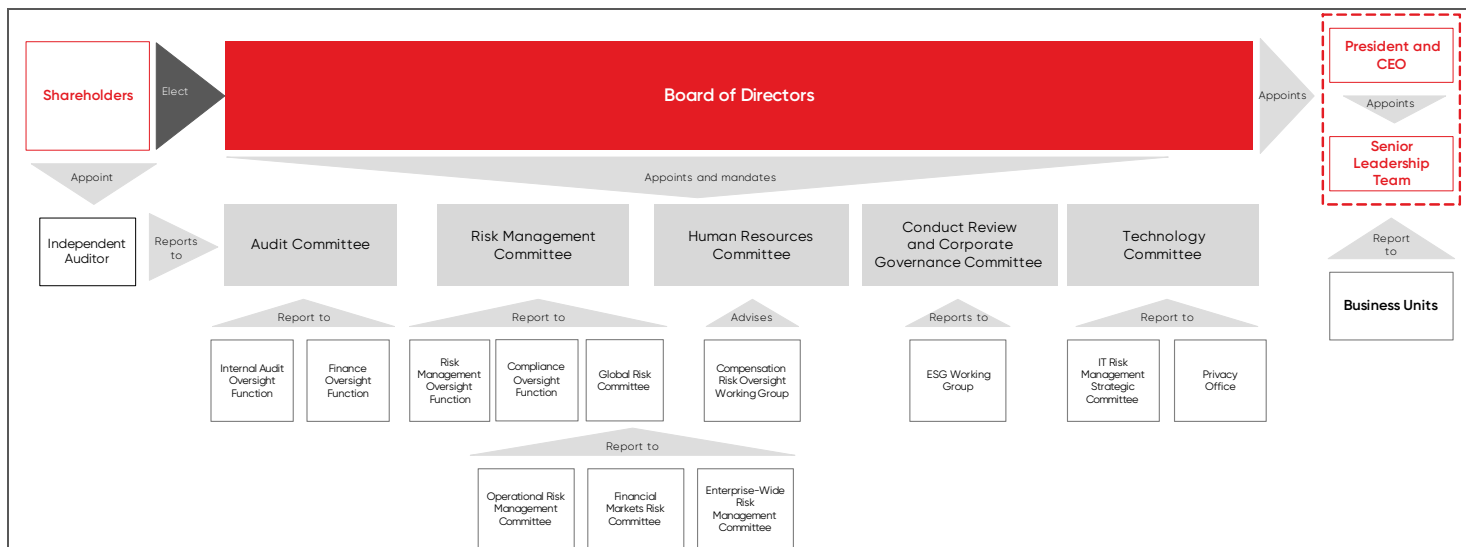 Shareholders
Elect
Board of Directors
Appoints
President and
CEO
Appoints
Senior
Leadership
Team
Appoint
Appoints and mandates
Independent
Auditor
Reports
to
Audit Committee
Risk Management
Committee
Human Resources
Committee
Conduct Review
and Corporate
Governance Committee
Technology
Committee
Report
to
Business Units
Report to
Report to
Advises
Reports to
Report to
Internal Audit
Oversight
Function
Finance
Oversight
Function
Risk
Management
Oversight
Function
Compliance
Oversight
Function
Global Risk
Committee
Compensation
Risk Oversight
Working Group
ESG Working
Group
IT Risk
Management
Strategic
Committee
Privacy
Office
Report to
Operational Risk
Management
Committee
Financial
Markets Risk
Committee
Enterprise-Wide
Risk
Management
Committee